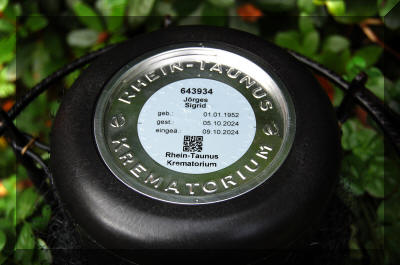 RHEIN-TAUNUS
643934
Jörges
Sigrid
geb.: 01.01.1952
gest.: 05.10.2024
eingeä.: 09.10.2024
Rhein-Taunus
Krematorium
KREMATORIUM